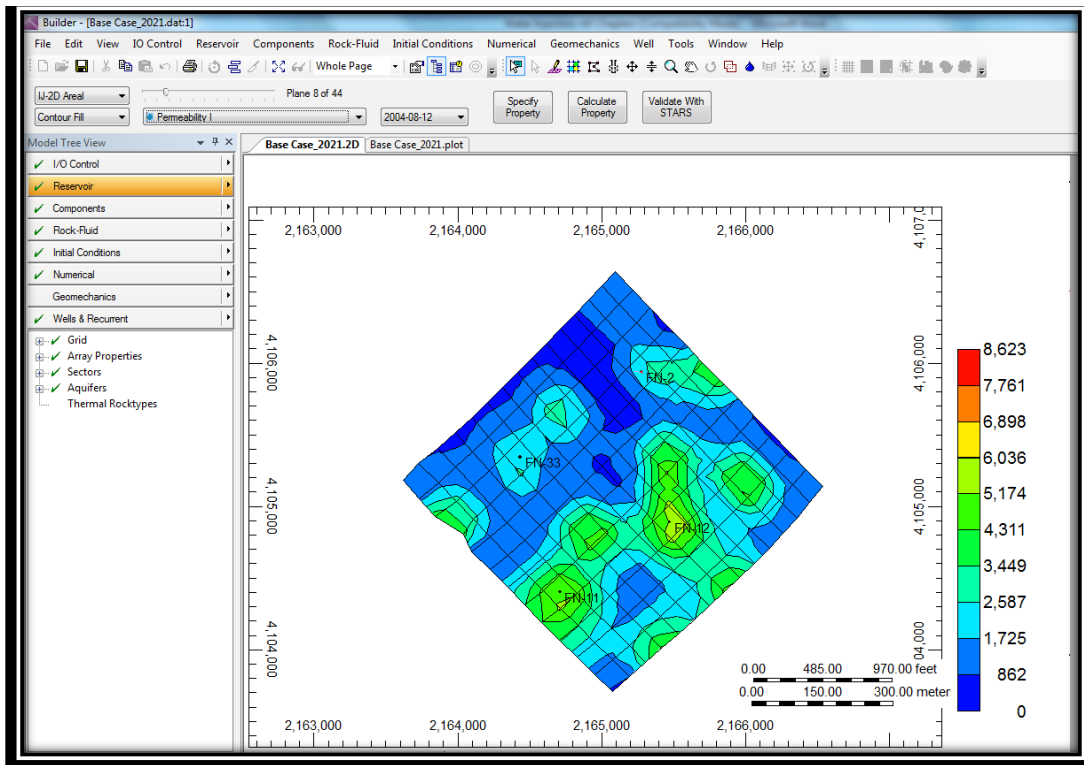 Builder - [Base Case_2021.dat:1]
File Edit View IO Control Reservoir Components Rock-Fluid Initial Conditions Numerical Geomechanics Well Tools Window Help
Whole Page
IJ-2D Areal
Plane 8 of 44
Contour Fill
Permeability I
2004-08-12
Specify Property
Calculate Property
Validate With STARS
Model Tree View
Base Case_2021.2D Base Case_2021.plot
I/O Control
Reservoir
Components
Rock-Fluid
Initial Conditions
Numerical
Geomechanics
Wells & Recurrent
Grid
Array Properties
Sectors
Aquifers
Thermal Rocktypes
2,163,000 2,164,000 2,165,000 2,166,000
4,107,0
4,106,000 4,106,000
4,105,000 4,105,000
4,104,000 04,000
FN-2
FN-33
FN-12
FN-11
8,623
7,761
6,898
6,036
5,174
4,311
3,449
2,587
1,725
862
0
0.00 485.00 970.00 feet
0.00 150.00 300.00 meter
2,163,000 2,164,000 2,165,000 2,166,000